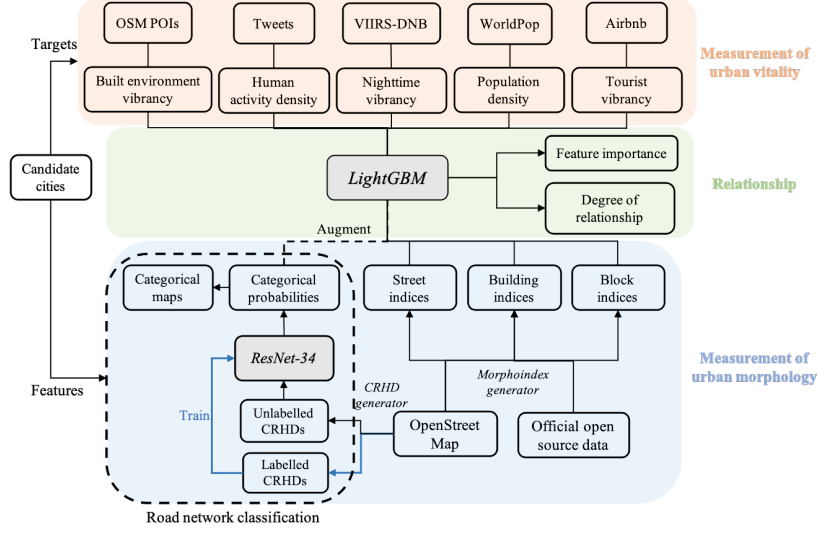 OSM POIs
Tweets
VIIRS-DNB
WorldPop
Airbnb
Targets
Measurement of
urban vitality
Built environment
vibrancy
Human
activity density
Nighttime
vibrancy
Population
density
Tourist
vibrancy
Candidate
cities
LightGBM
Feature importance
Degree of
relationship
Relationship
Augment
Categorical
maps
Categorical
probabilities
Street
indices
Building
indices
Block
indices
ResNet-34
Features
Measurement of
urban morphology
CRHD
generator
Morphoindex
generator
Train
Unlabelled
CRHDs
OpenStreet
Map
Official open
source data
Labelled
CRHDs
Road network classification